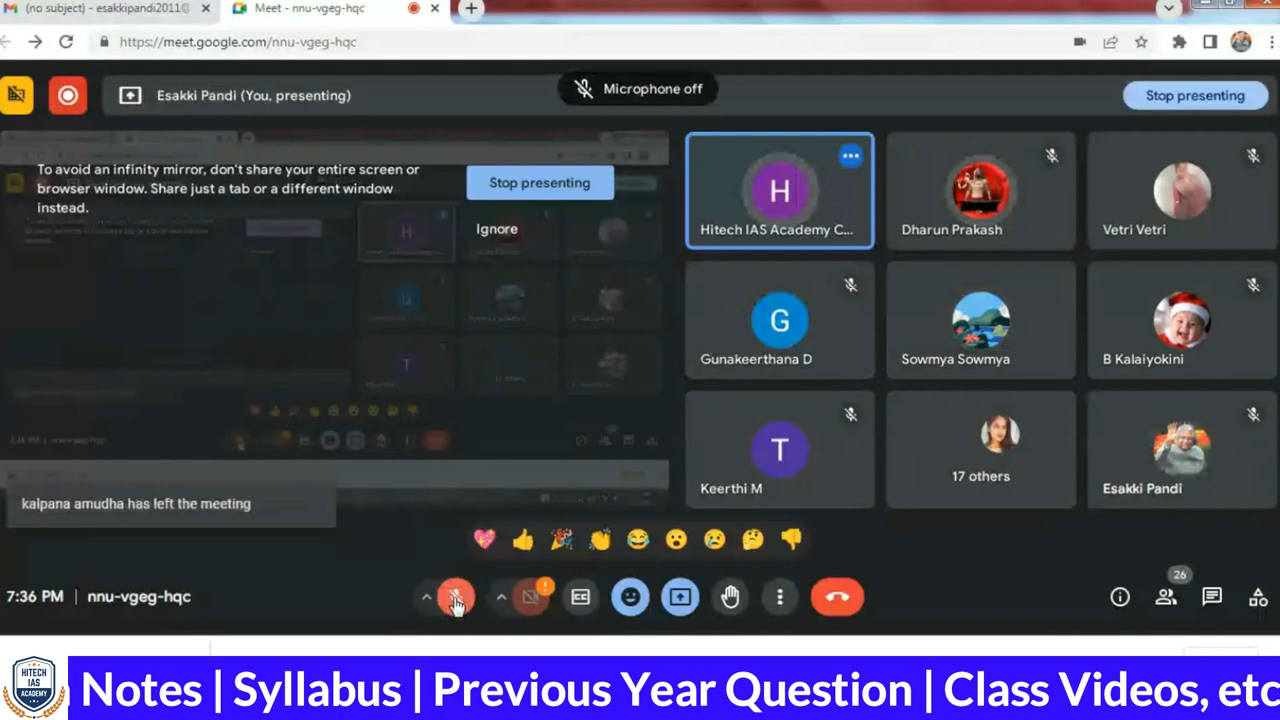 (no subject) - esakkipandi2011@
Meet - nnu-vgeg-hqc
https://meet.google.com/nnu-vgeg-hqc
Esakki Pandi (You, presenting)
Microphone off
Stop presenting
To avoid an infinity mirror, don't share your entire screen or
browser window. Share just a tab or a different window
instead.
Stop presenting
Ignore
H
Hitech IAS Academy C...
Dharun Prakash
Vetri Vetri
G
Gunakeerthana D
Sowmya Sowmya
B Kalaiyokini
T
Keerthi M
17 others
Esakki Pandi
kalpana amudha has left the meeting
7:36 PM | nnu-vgeg-hqc
CC
26
HITECH
IAS
ACADEMY
Notes | Syllabus | Previous Year Question | Class Videos, etc